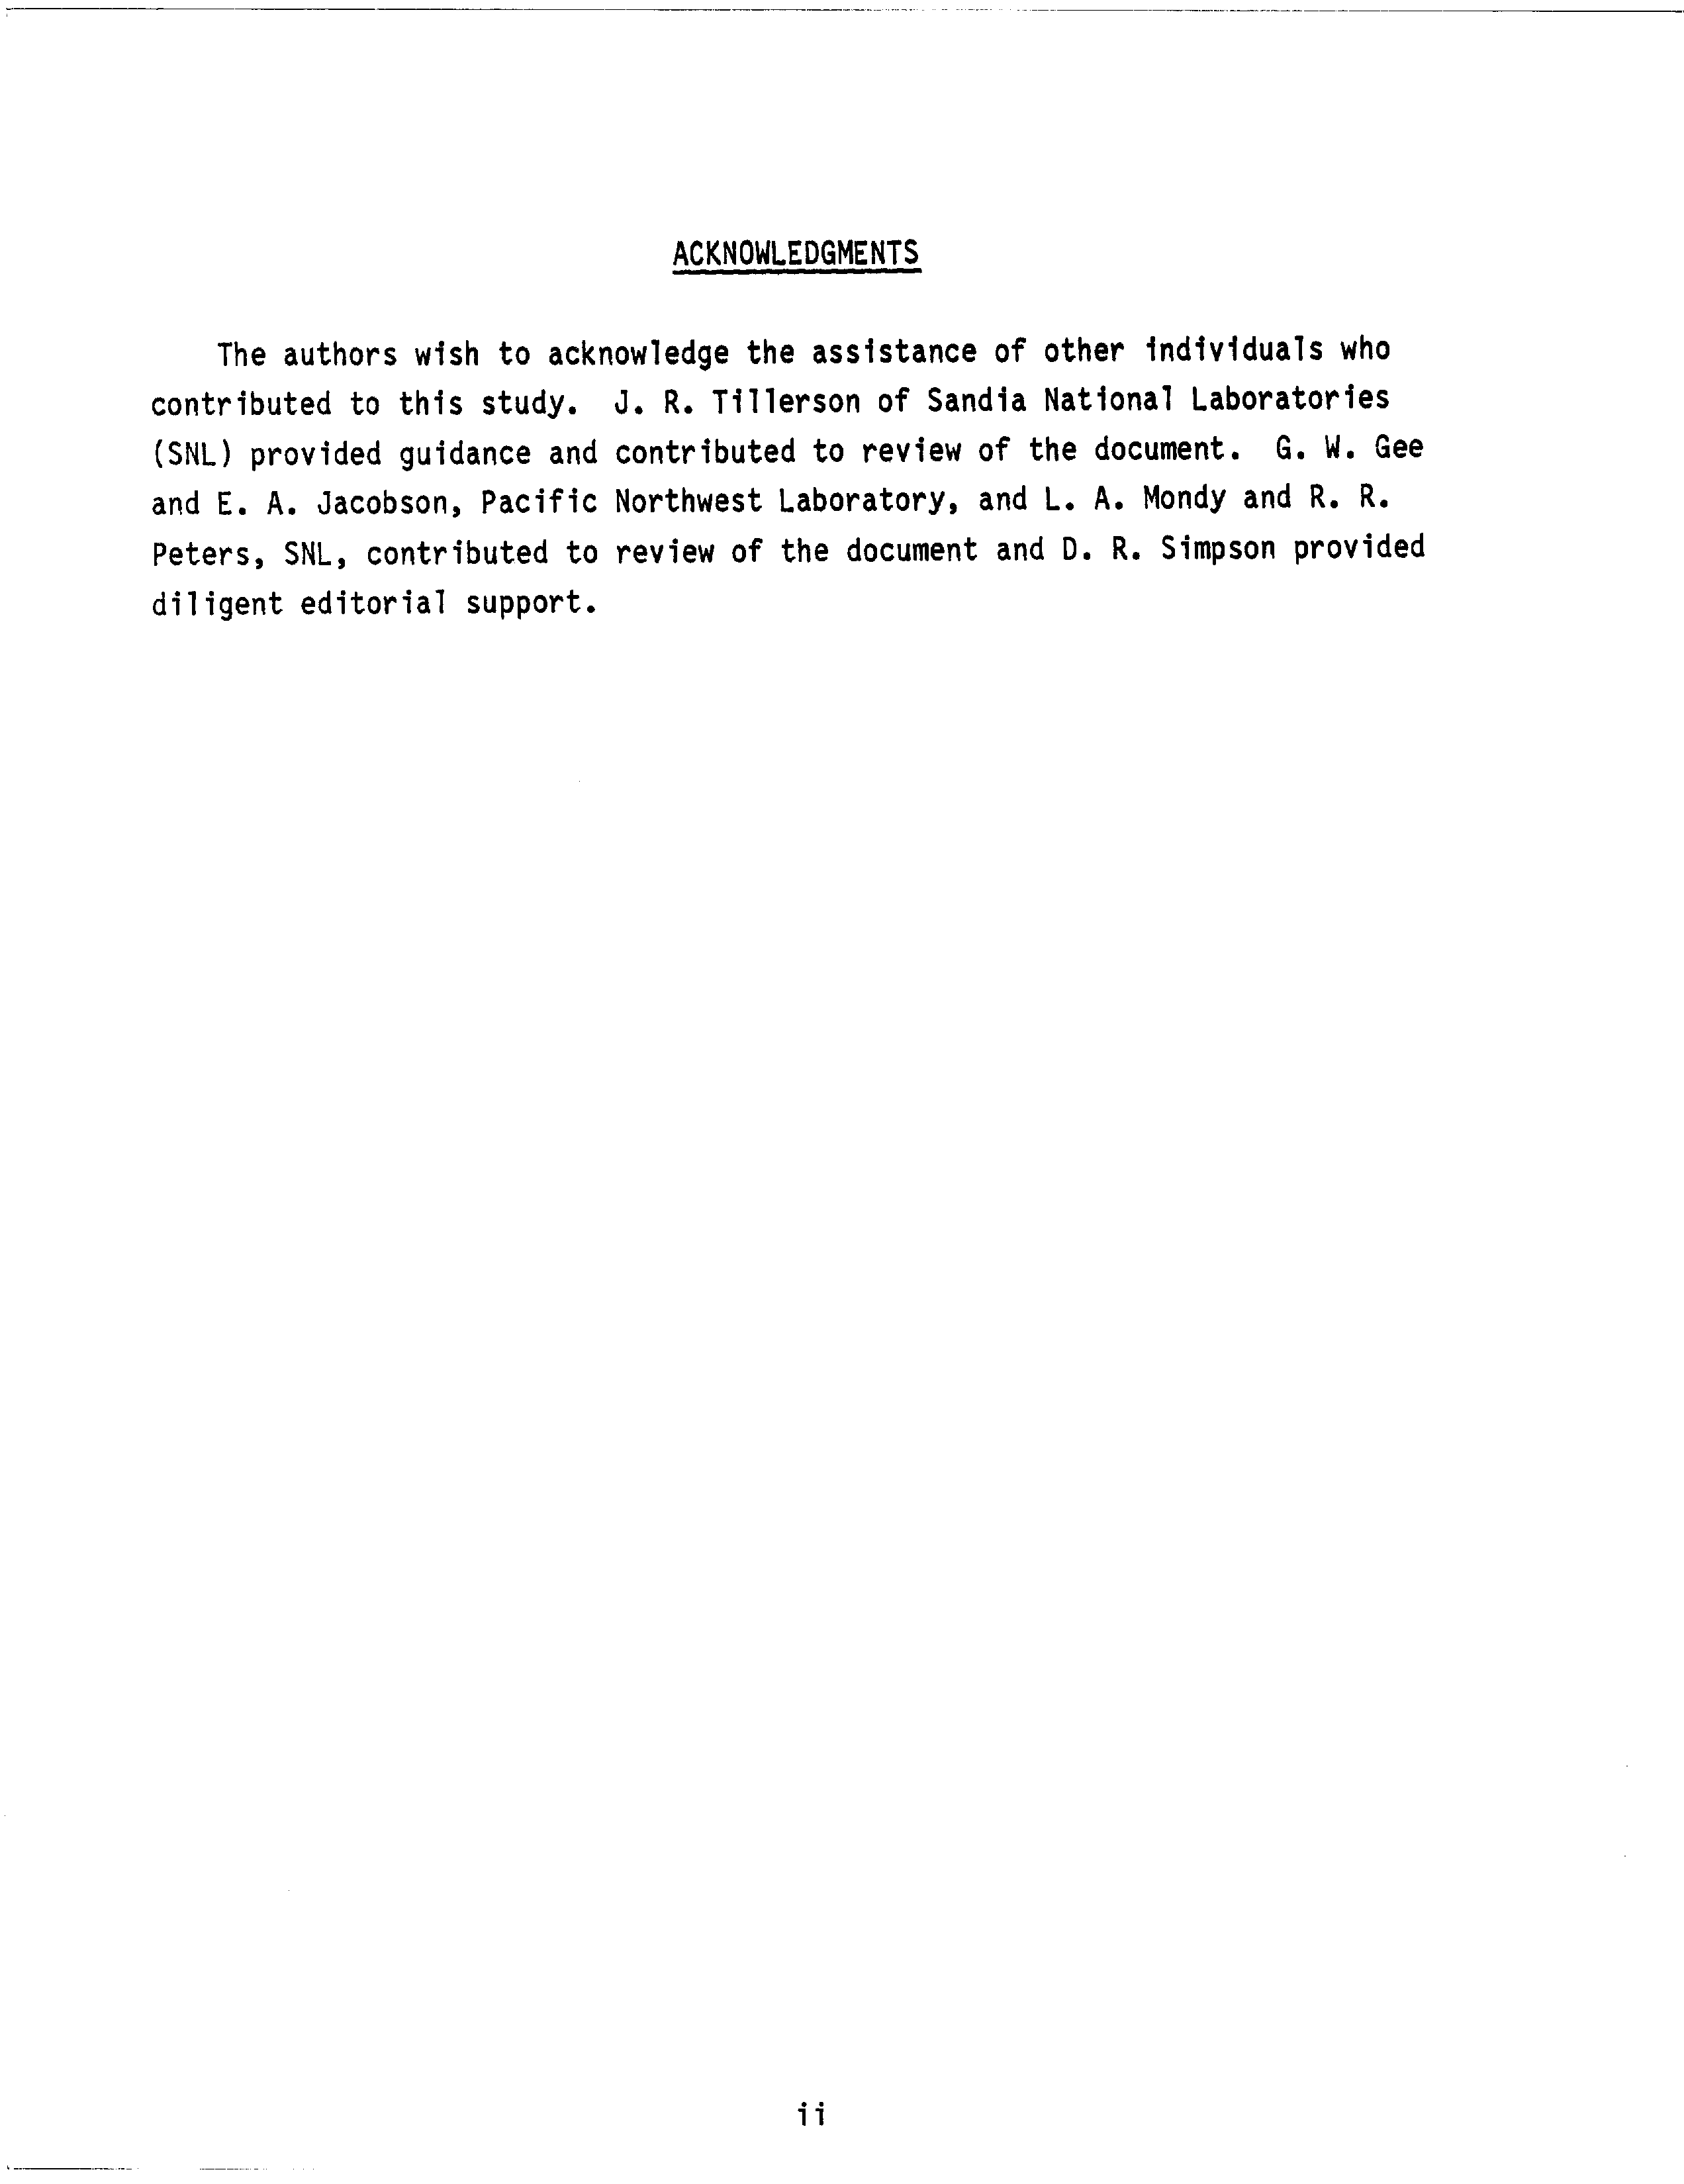 ACKNOWLEDGMENTS
The authors wish to acknowledge the assistance of other individuals who
contributed to this study. J. R. Tillerson of Sandia National Laboratories
(SNL) provided guidance and contributed to review of the document. G. W. Gee
and E. A. Jacobson, Pacific Northwest Laboratory, and L. A. Mondy and R. R.
Peters, SNL, contributed to review of the document and D. R. Simpson provided
diligent editorial support.
ii